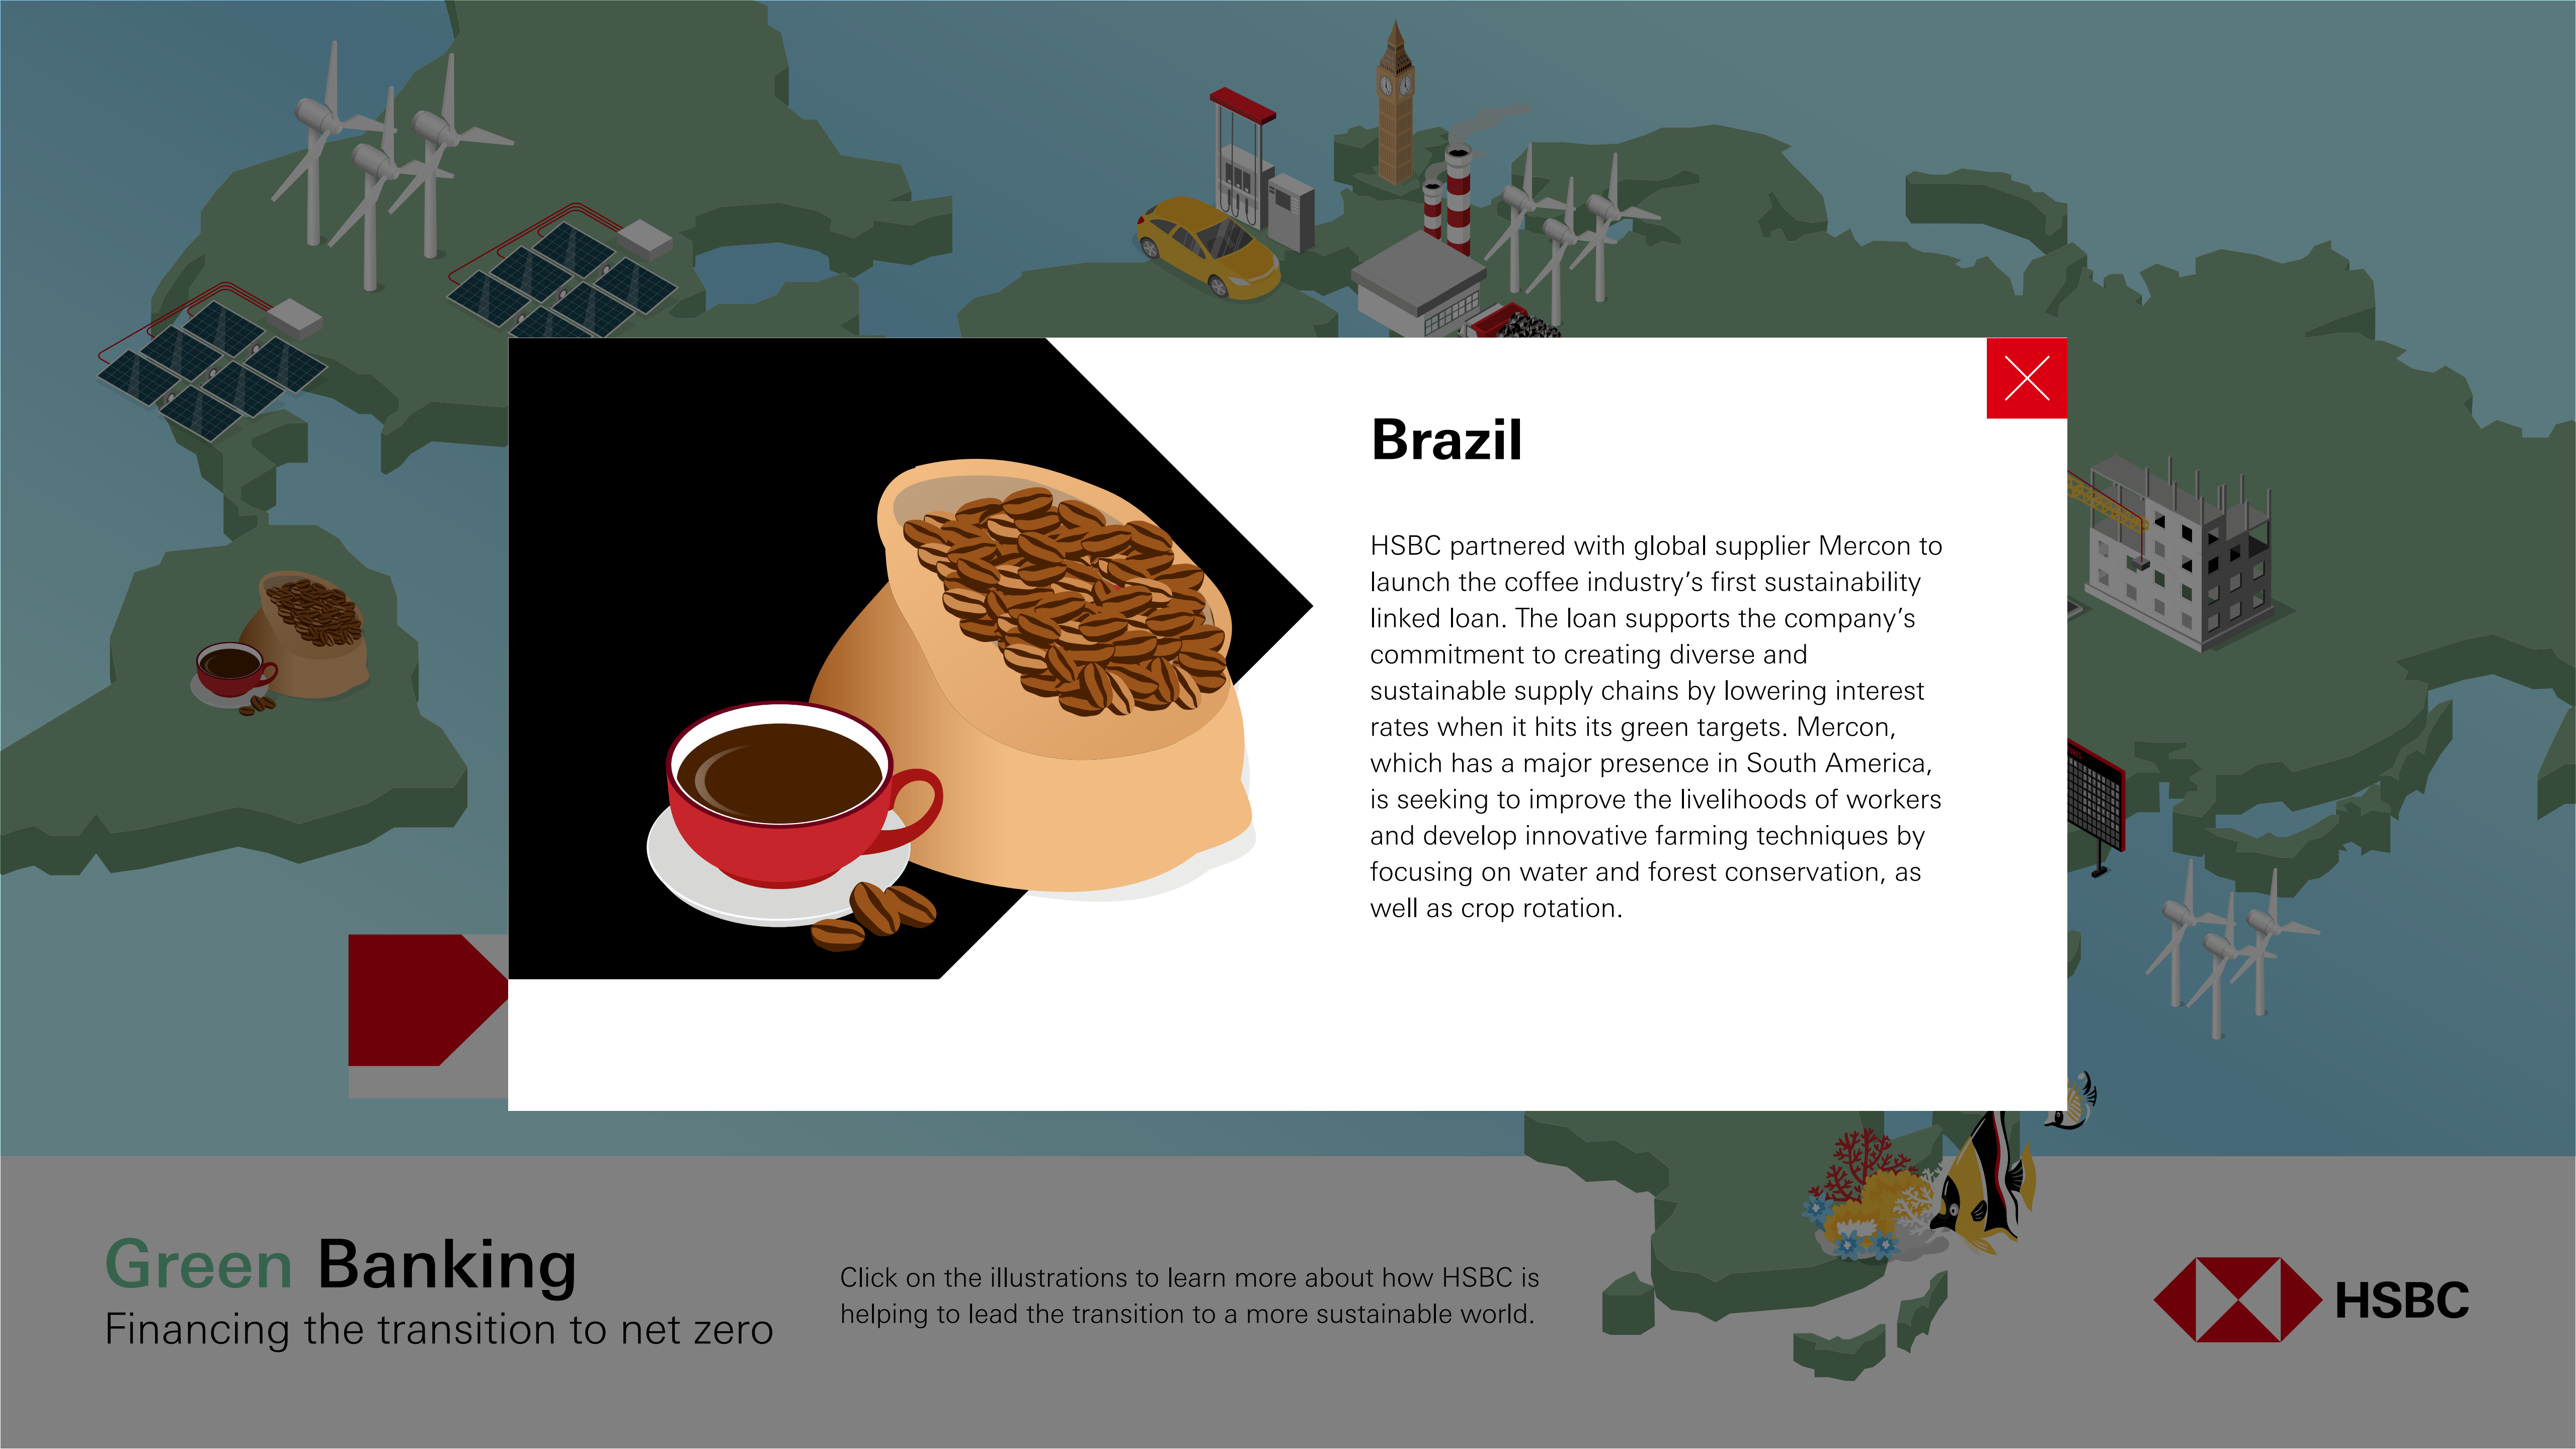 Brazil
HSBC partnered with global supplier Mercon to
launch the coffee industry’s first sustainability
linked loan. The loan supports the company’s
commitment to creating diverse and
sustainable supply chains by lowering interest
rates when it hits its green targets. Mercon,
which has a major presence in South America,
is seeking to improve the livelihoods of workers
and develop innovative farming techniques by
focusing on water and forest conservation, as
well as crop rotation.
Green Banking
Financing the transition to net zero
Click on the illustrations to learn more about how HSBC is
helping to lead the transition to a more sustainable world.
HSBC